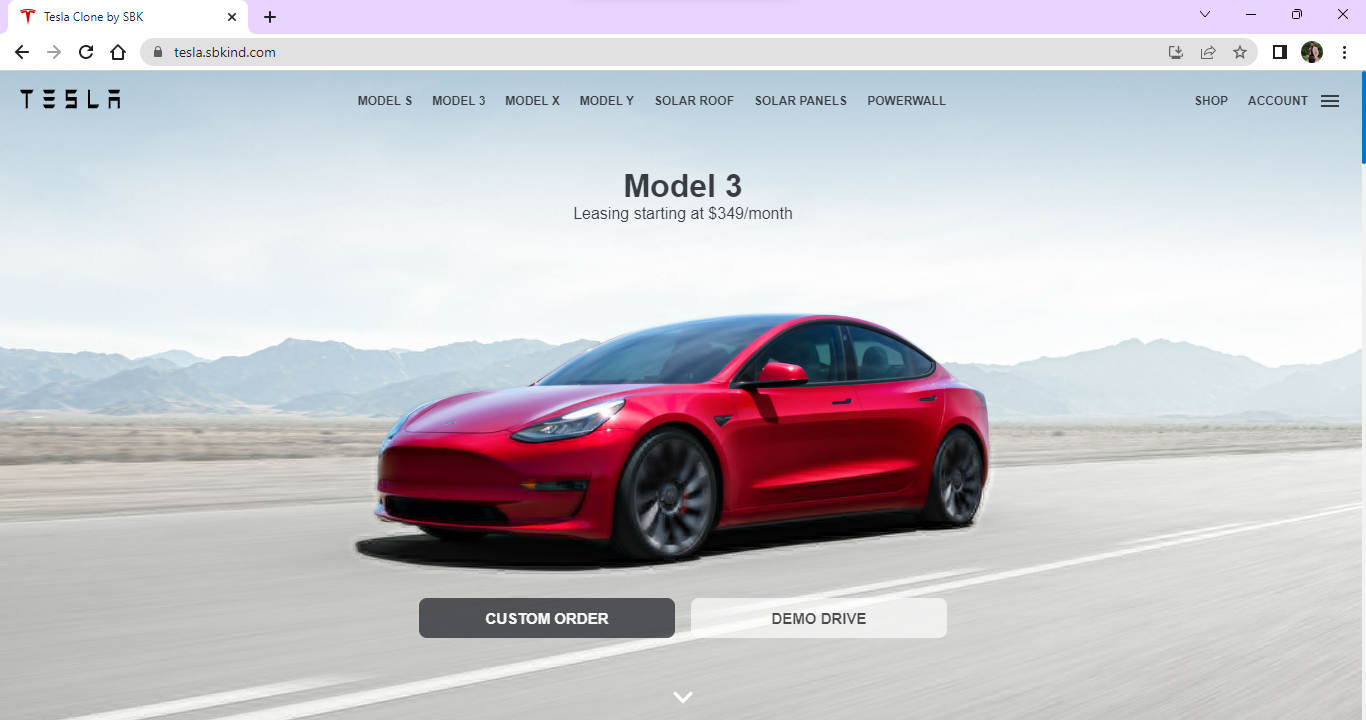 Tesla Clone by SBK
tesla.sbkind.com
TESLA MODEL S MODEL 3 MODEL X MODEL Y SOLAR ROOF SOLAR PANELS POWERWALL SHOP ACCOUNT
Model 3
Leasing starting at $349/month
CUSTOM ORDER DEMO DRIVE